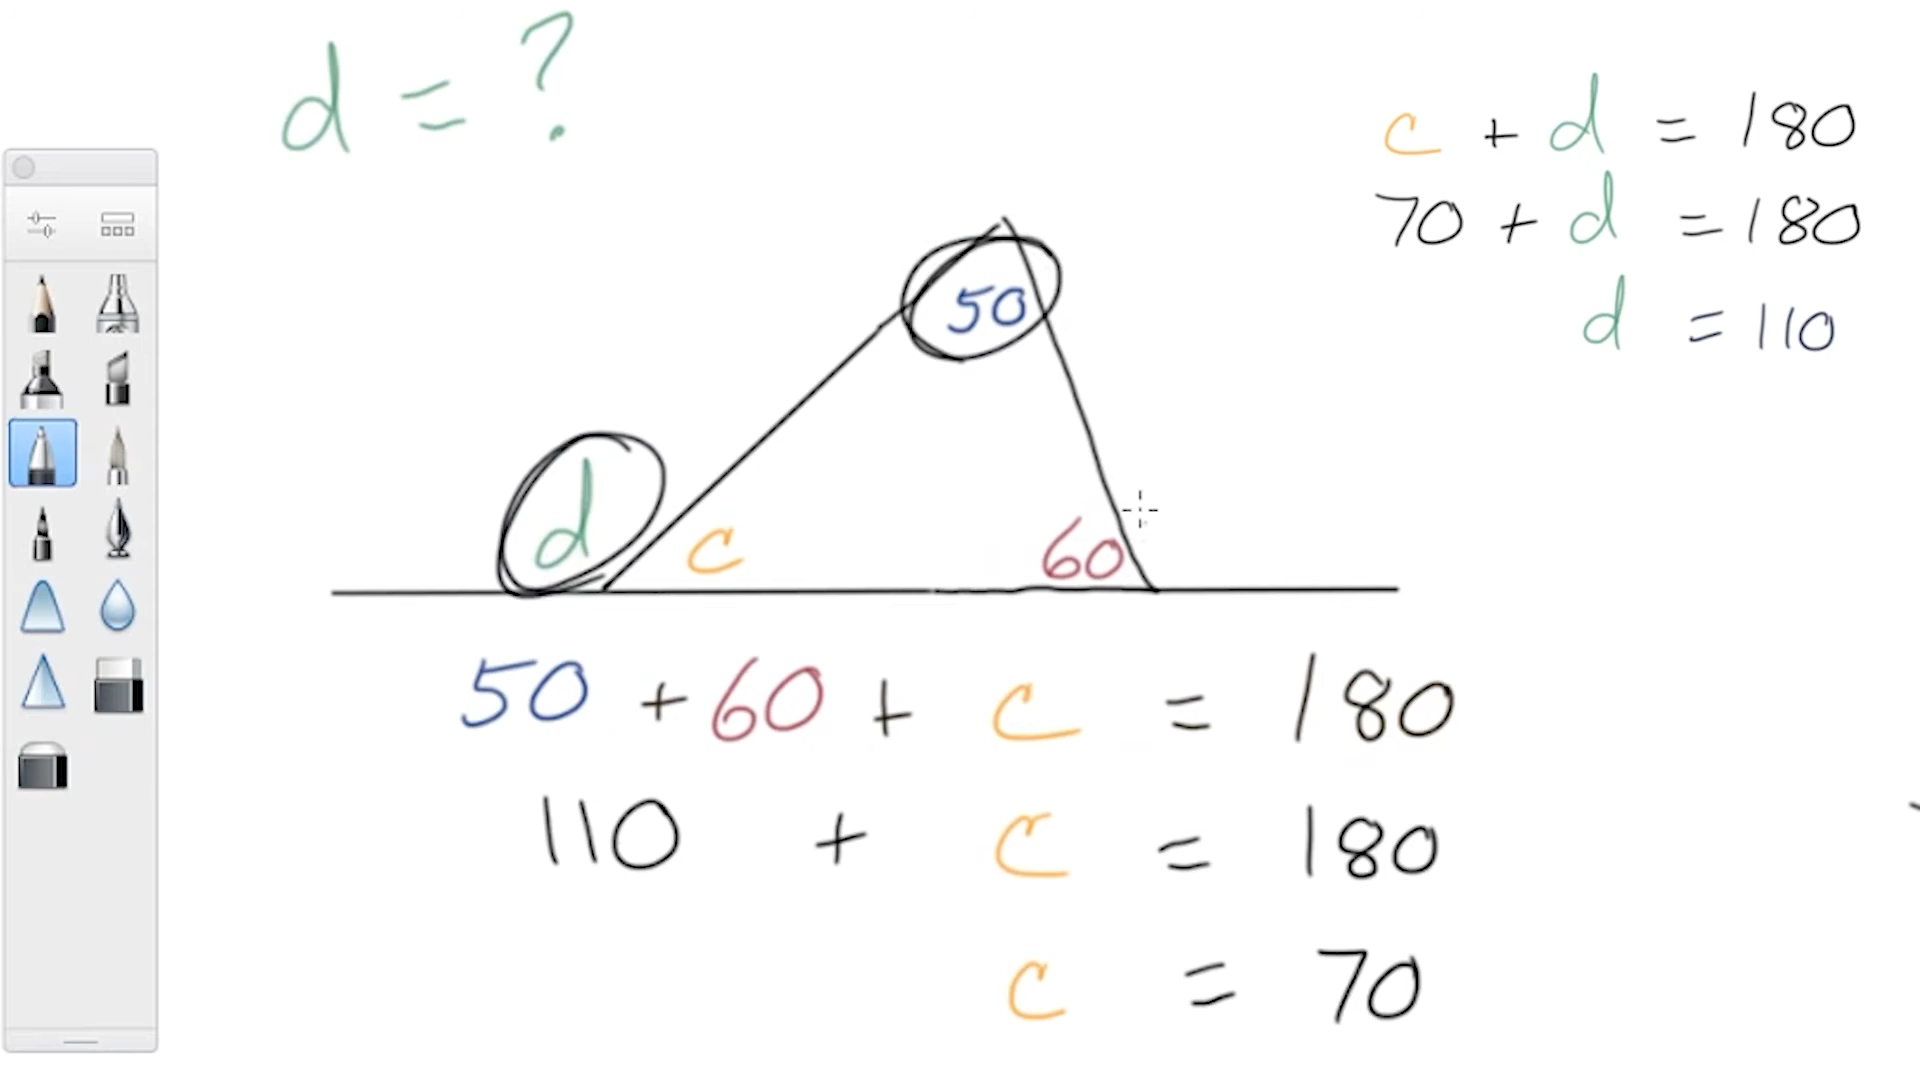 d = ?
c + d = 180
70 + d = 180
d = 110
50
d
c
60
50 + 60 + c = 180
110 + c = 180
c = 70